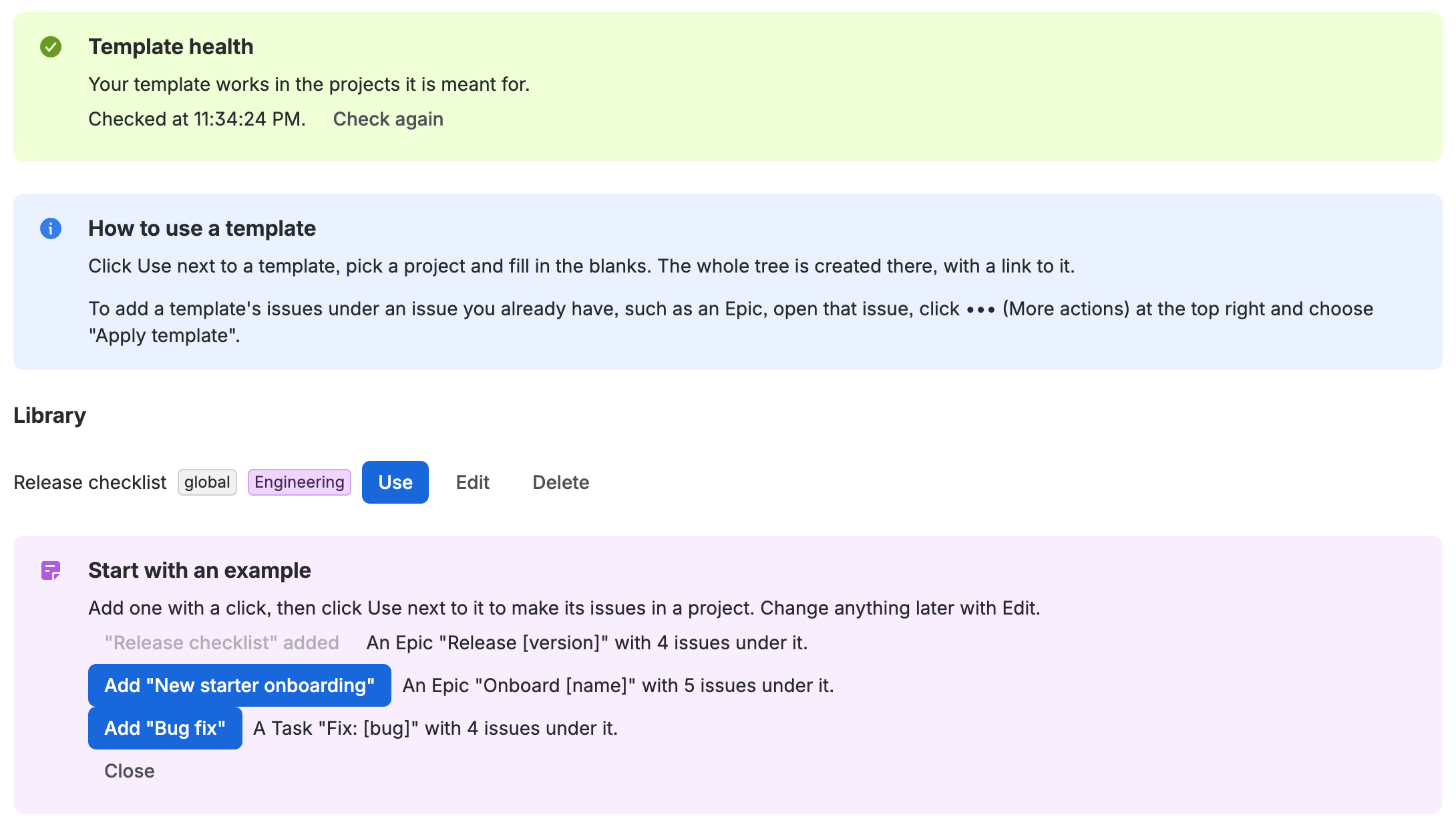 Template health
Your template works in the projects it is meant for.
Checked at 11:34:24 PM. Check again
How to use a template
Click Use next to a template, pick a project and fill in the blanks. The whole tree is created there, with a link to it.
To add a template's issues under an issue you already have, such as an Epic, open that issue, click ••• (More actions) at the top right and choose
"Apply template".
Library
Release checklist global Engineering Use Edit Delete
Start with an example
Add one with a click, then click Use next to it to make its issues in a project. Change anything later with Edit.
"Release checklist" added An Epic "Release [version]" with 4 issues under it.
Add "New starter onboarding" An Epic "Onboard [name]" with 5 issues under it.
Add "Bug fix" A Task "Fix: [bug]" with 4 issues under it.
Close